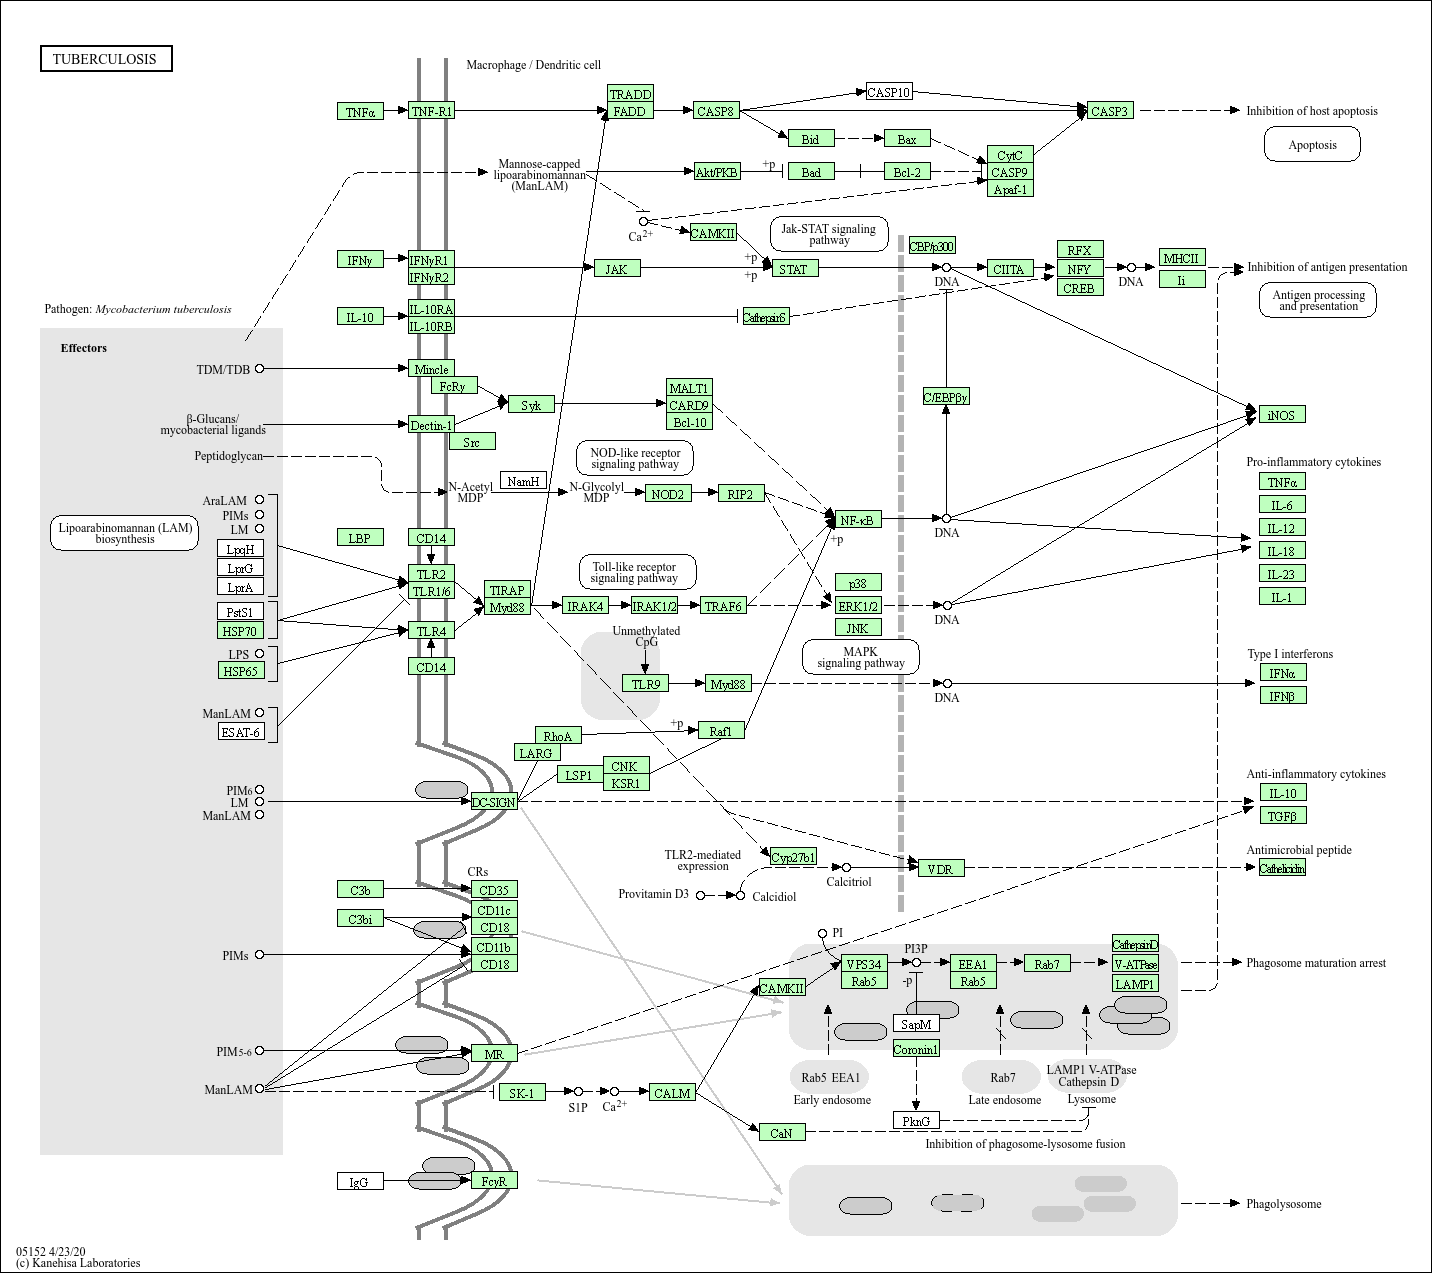 TUBERCULOSIS
Macrophage / Dendritic cell
TNFα
TNF-R1
TRADD
FADD
CASP8
CASP10
CASP3
Inhibition of host apoptosis
Bid
Bax
Apoptosis
Mannose-capped
lipoarabinomannan
(ManLAM)
Akt/PKB
+p
Bad
Bcl-2
CytC
CASP9
Apaf-1
Ca2+
CAMKII
Jak-STAT signaling
pathway
IFNγ
IFNγR1
IFNγR2
JAK
+p
+p
STAT
CBP/p300
DNA
CIITA
RFX
NFY
CREB
DNA
MHCII
Ii
Inhibition of antigen presentation
Antigen processing
and presentation
Pathogen: Mycobacterium tuberculosis
IL-10
IL-10RA
IL-10RB
CathepsinS
Effectors
TDM/TDB
Mincle
FcRγ
Syk
MALT1
CARD9
Bcl-10
C/EBPβγ
iNOS
β-Glucans/
mycobacterial ligands
Dectin-1
Src
Peptidoglycan
NOD-like receptor
signaling pathway
N-Acetyl
MDP
NamH
N-Glycolyl
MDP
NOD2
RIP2
NF-κB
+p
DNA
Pro-inflammatory cytokines
TNFα
IL-6
IL-12
IL-18
IL-23
IL-1
AraLAM
PIMs
LM
LpqH
LprG
LprA
PstS1
HSP70
LPS
HSP65
ManLAM
ESAT-6
Lipoarabinomannan (LAM)
biosynthesis
LBP
CD14
TLR2
TLR1/6
TLR4
CD14
TIRAP
Myd88
Toll-like receptor
signaling pathway
IRAK4
IRAK1/2
TRAF6
p38
ERK1/2
JNK
DNA
MAPK
signaling pathway
Unmethylated
CpG
TLR9
Myd88
DNA
Type I interferons
IFNα
IFNβ
RhoA
LARG
+p
Raf1
LSP1
CNK
KSR1
PIM6
LM
ManLAM
DC-SIGN
Anti-inflammatory cytokines
IL-10
TGFβ
TLR2-mediated
expression
Cyp27b1
Provitamin D3
Calcidiol
Calcitriol
VDR
Antimicrobial peptide
Cathelicidin
CRs
C3b
CD35
C3bi
CD11c
CD18
CD11b
CD18
PIMs
PI
PI3P
VPS34
Rab5
EEA1
Rab5
Rab7
CathepsinD
V-ATPase
LAMP1
Phagosome maturation arrest
CAMKII
-p
SapM
Coronin1
PIM5-6
MR
ManLAM
SK-1
S1P
Ca2+
CALM
CaN
Rab5 EEA1
Early endosome
Rab7
Late endosome
LAMP1 V-ATPase
Cathepsin D
Lysosome
PknG
Inhibition of phagosome-lysosome fusion
IgG
FcγR
Phagolysosome
05152 4/23/20
(c) Kanehisa Laboratories